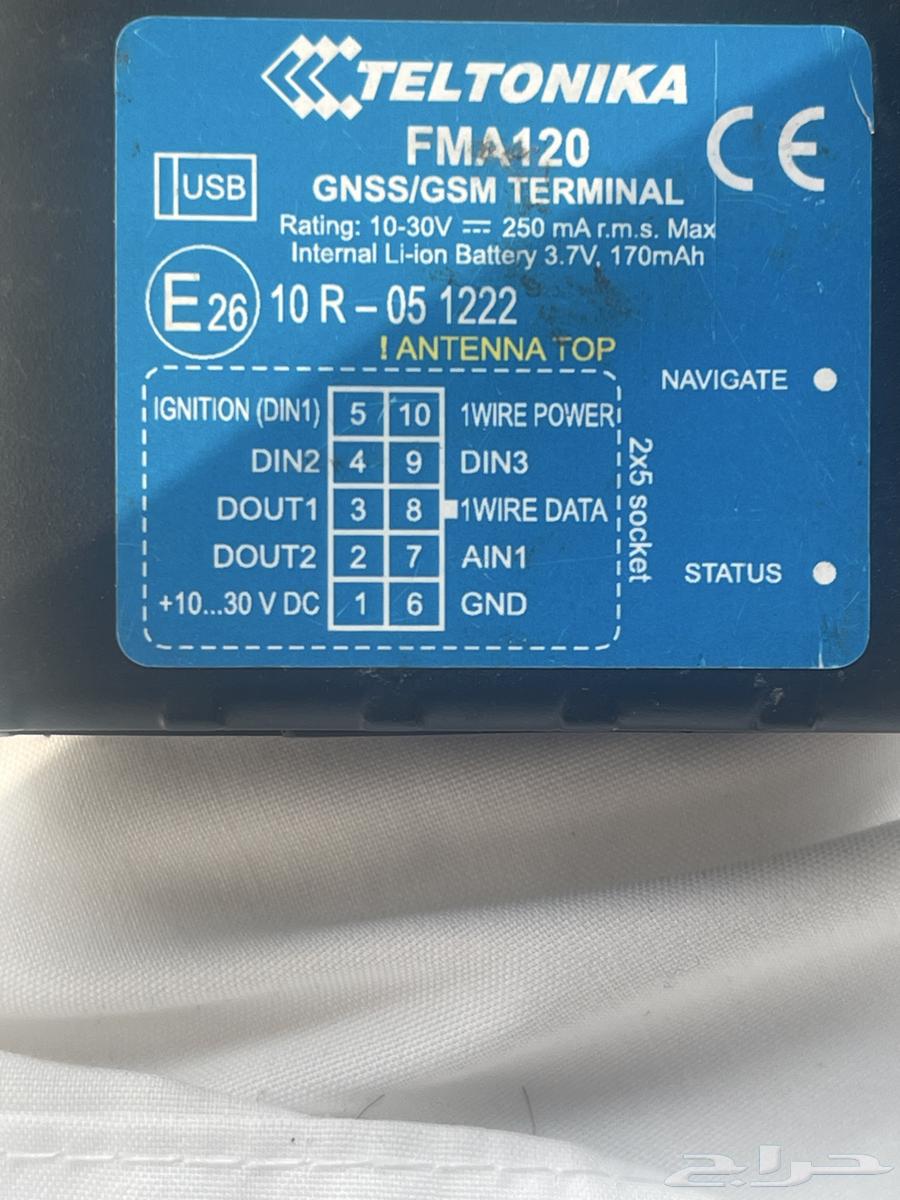 TELTONIKA
FMA120
GNSS/GSM TERMINAL
CE
USB
Rating: 10-30V ⎓ 250 mA r.m.s. Max
Internal Li-ion Battery 3.7V, 170mAh
E26 10 R – 05 1222
! ANTENNA TOP
NAVIGATE
IGNITION (DIN1) 5 10 1WIRE POWER
DIN2 4 9 DIN3
DOUT1 3 8 1WIRE DATA
DOUT2 2 7 AIN1
+10...30 V DC 1 6 GND
2x5 socket
STATUS
حراج